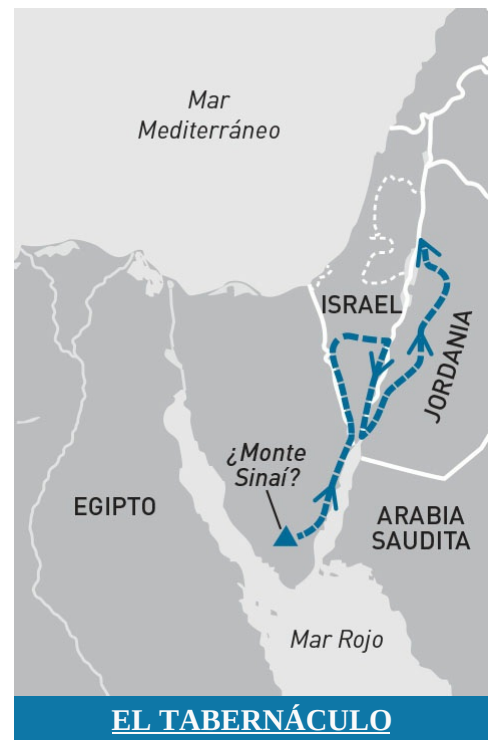 Mar
Mediterráneo
ISRAEL
JORDANIA
¿Monte
Sinaí?
EGIPTO
ARABIA
SAUDITA
Mar Rojo
EL TABERNÁCULO